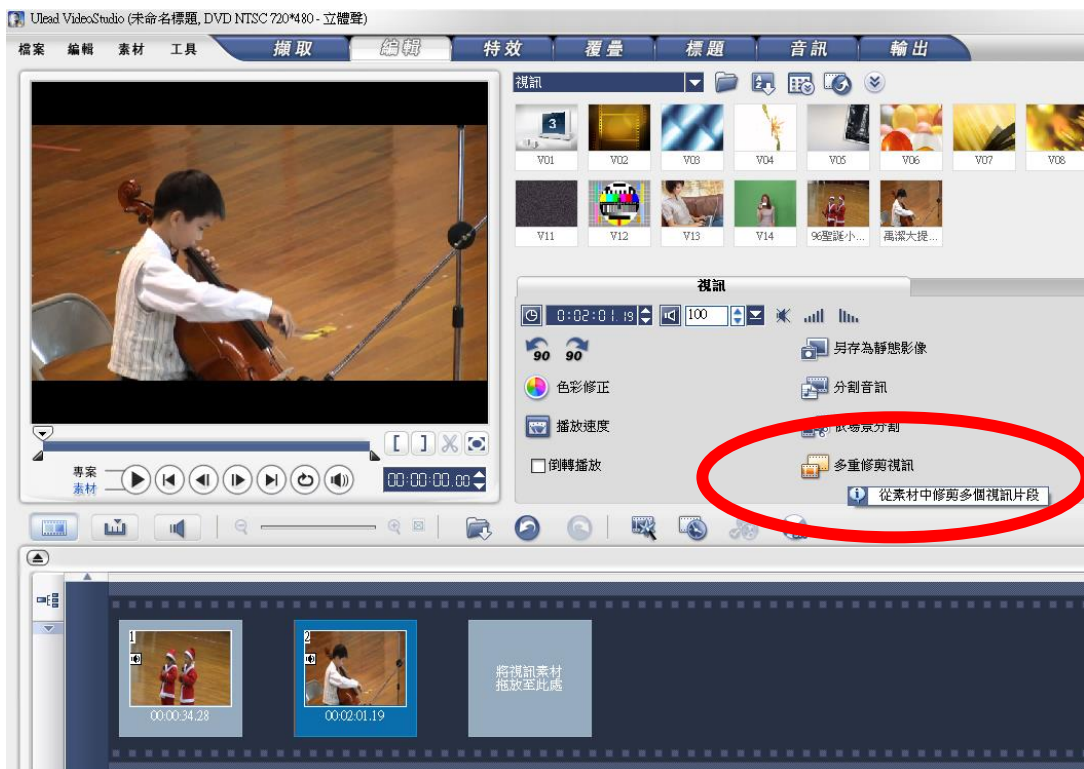 Ulead VideoStudio (未命名標題, DVD NTSC 720*480 - 立體聲)
檔案 編輯 素材 工具 擷取 編輯 特效 覆疊 標題 音訊 輸出
視訊
3
V01 V02 V03 V04 V05 V06 V07 V08
V11 V12 V13 V14 96聖誕小... 禹潔大提...
視訊
0:02:01.19 100
90 90 另存為靜態影像
色彩修正 分割音訊
播放速度 依場景分割
倒轉播放 多重修剪視訊
從素材中修剪多個視訊片段
專案
素材
00:00:00.00
1 2
將視訊素材
拖放至此處
00:00:34.28 00:02:01.19